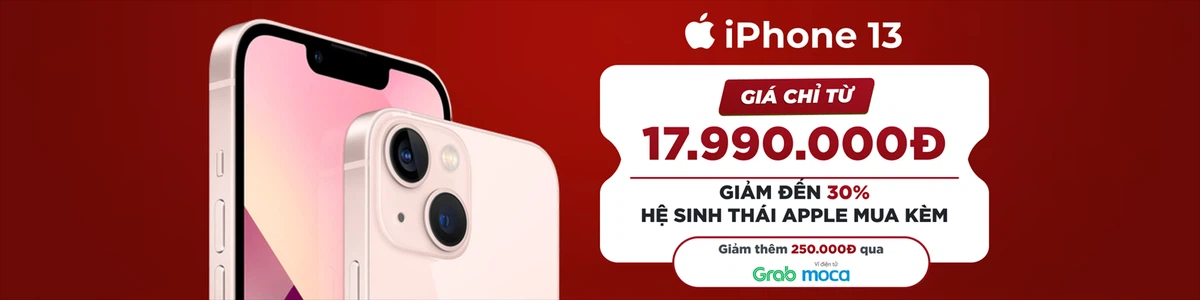 iPhone 13
GIÁ CHỈ TỪ
17.990.000Đ
GIẢM ĐẾN 30%
HỆ SINH THÁI APPLE MUA KÈM
Giảm thêm 250.000Đ qua
Ví điện tử
Grab moca